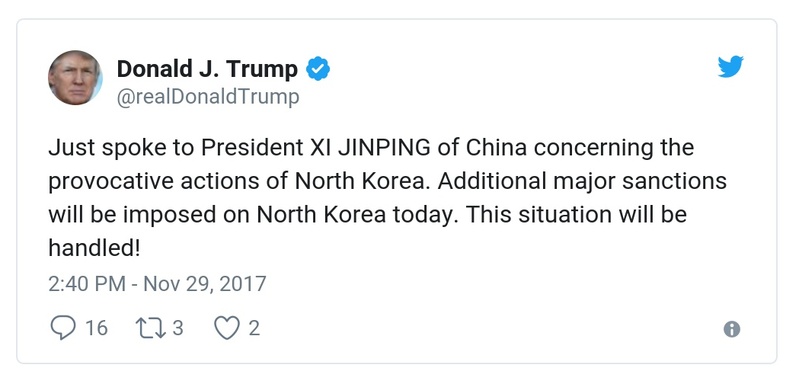 Donald J. Trump
@realDonaldTrump
Just spoke to President XI JINPING of China concerning the
provocative actions of North Korea. Additional major sanctions
will be imposed on North Korea today. This situation will be
handled!
2:40 PM - Nov 29, 2017
16 3 2